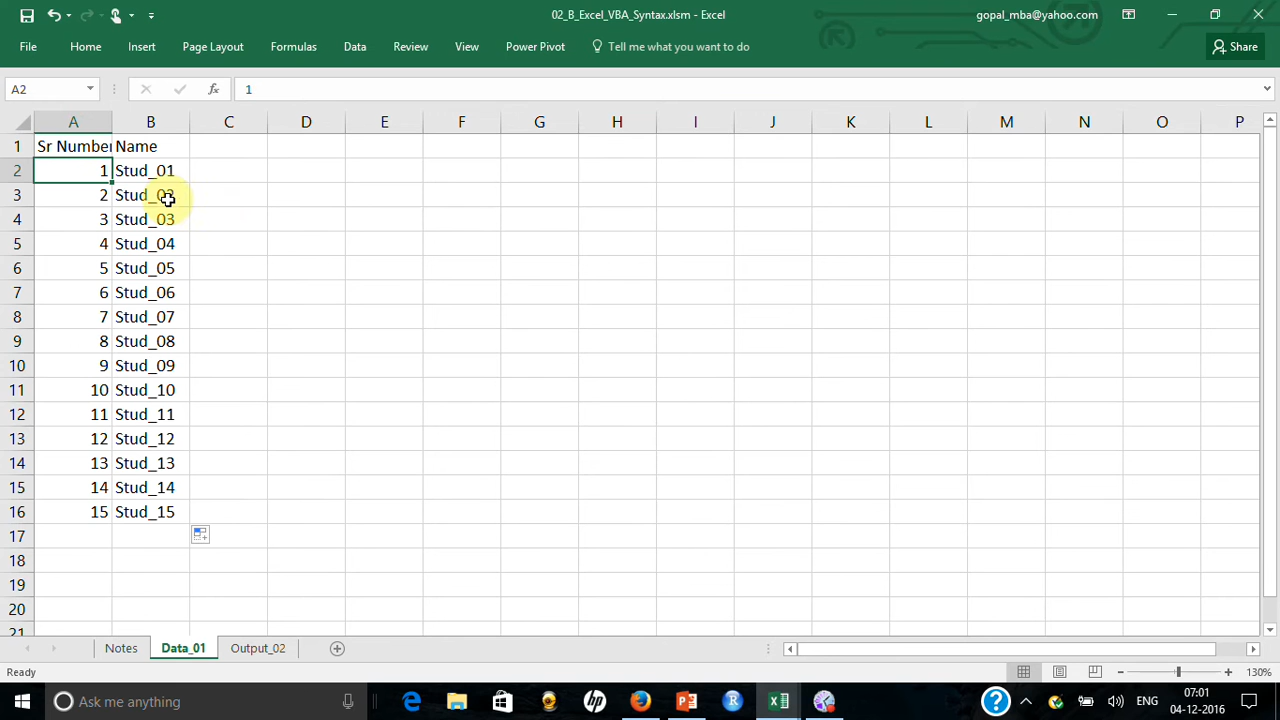 02_B_Excel_VBA_Syntax.xlsm - Excel
gopal_mba@yahoo.com
File Home Insert Page Layout Formulas Data Review View Power Pivot Tell me what you want to do Share
A2 fx 1
A B C D E F G H I J K L M N O P
1 Sr Number Name
2 1 Stud_01
3 2 Stud_02
4 3 Stud_03
5 4 Stud_04
6 5 Stud_05
7 6 Stud_06
8 7 Stud_07
9 8 Stud_08
10 9 Stud_09
11 10 Stud_10
12 11 Stud_11
13 12 Stud_12
14 13 Stud_13
15 14 Stud_14
16 15 Stud_15
17
18
19
20
21
Notes Data_01 Output_02
Ready 130%
Ask me anything ENG 07:01
04-12-2016